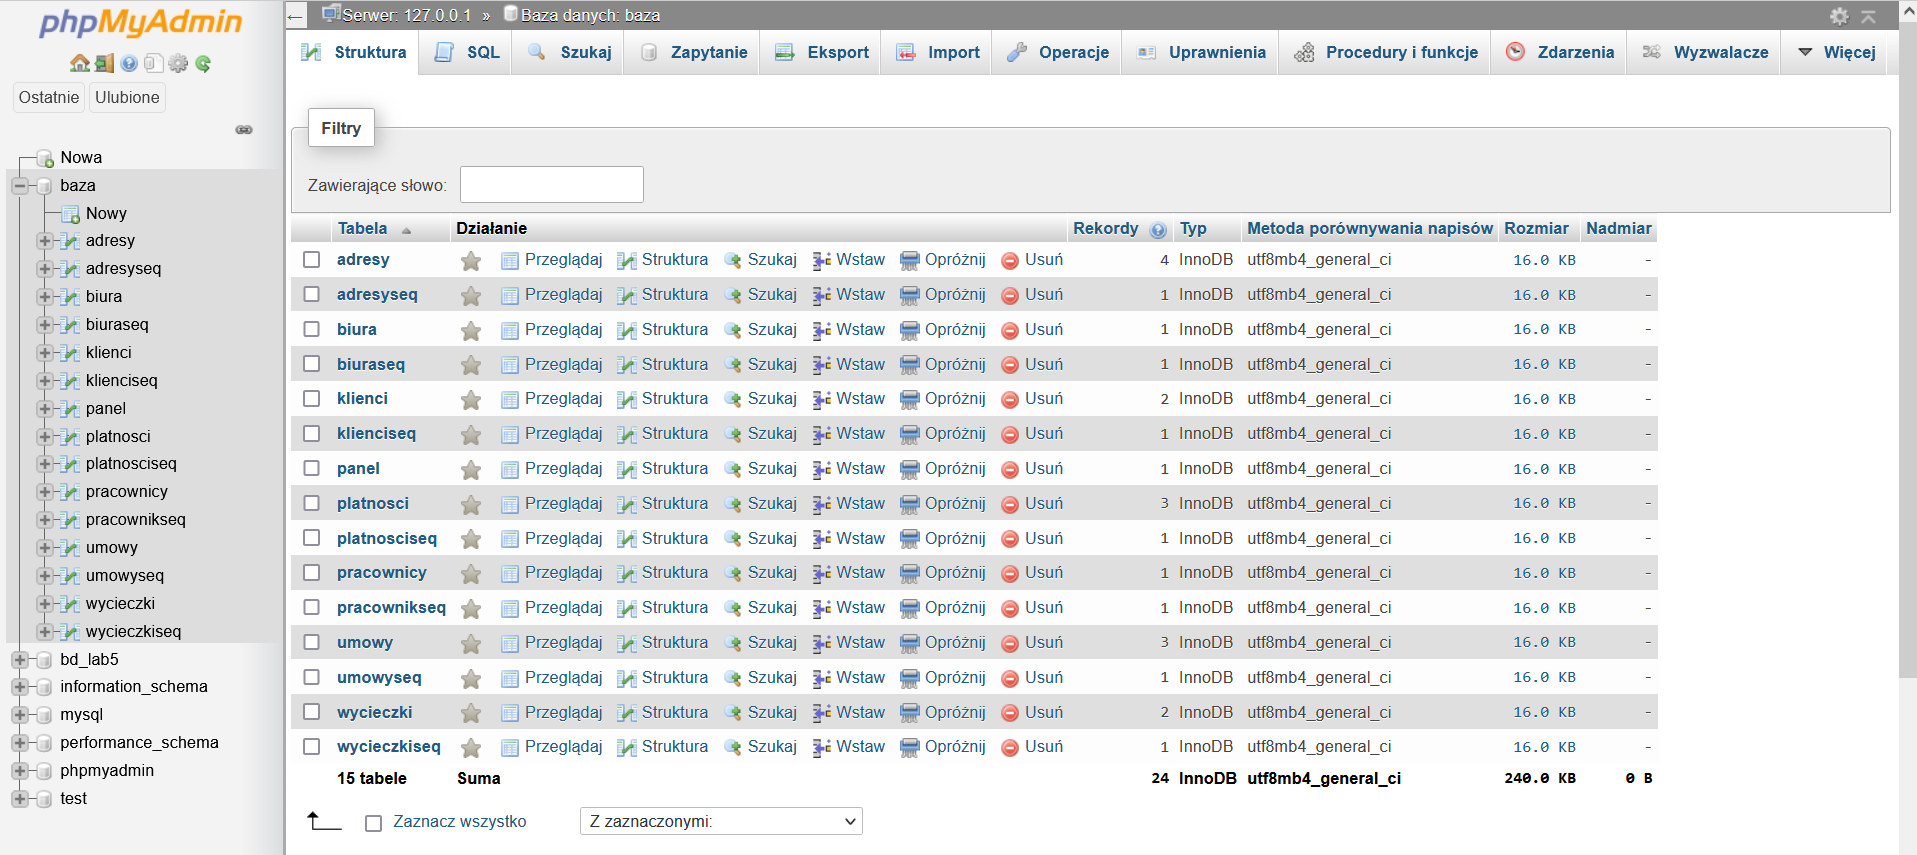 phpMyAdmin
Ostatnie Ulubione
Nowa
baza
Nowy
adresy
adresyseq
biura
biuraseq
klienci
klienciseq
panel
platnosci
platnosciseq
pracownicy
pracownikseq
umowy
umowyseq
wycieczki
wycieczkiseq
bd_lab5
information_schema
mysql
performance_schema
phpmyadmin
test
Serwer: 127.0.0.1 » Baza danych: baza
Struktura SQL Szukaj Zapytanie Eksport Import Operacje Uprawnienia Procedury i funkcje Zdarzenia Wyzwalacze Więcej
Filtry
Zawierające słowo:
Tabela Działanie Rekordy Typ Metoda porównywania napisów Rozmiar Nadmiar
adresy Przeglądaj Struktura Szukaj Wstaw Opróżnij Usuń 4 InnoDB utf8mb4_general_ci 16.0 KB -
adresyseq Przeglądaj Struktura Szukaj Wstaw Opróżnij Usuń 1 InnoDB utf8mb4_general_ci 16.0 KB -
biura Przeglądaj Struktura Szukaj Wstaw Opróżnij Usuń 1 InnoDB utf8mb4_general_ci 16.0 KB -
biuraseq Przeglądaj Struktura Szukaj Wstaw Opróżnij Usuń 1 InnoDB utf8mb4_general_ci 16.0 KB -
klienci Przeglądaj Struktura Szukaj Wstaw Opróżnij Usuń 2 InnoDB utf8mb4_general_ci 16.0 KB -
klienciseq Przeglądaj Struktura Szukaj Wstaw Opróżnij Usuń 1 InnoDB utf8mb4_general_ci 16.0 KB -
panel Przeglądaj Struktura Szukaj Wstaw Opróżnij Usuń 1 InnoDB utf8mb4_general_ci 16.0 KB -
platnosci Przeglądaj Struktura Szukaj Wstaw Opróżnij Usuń 3 InnoDB utf8mb4_general_ci 16.0 KB -
platnosciseq Przeglądaj Struktura Szukaj Wstaw Opróżnij Usuń 1 InnoDB utf8mb4_general_ci 16.0 KB -
pracownicy Przeglądaj Struktura Szukaj Wstaw Opróżnij Usuń 1 InnoDB utf8mb4_general_ci 16.0 KB -
pracownikseq Przeglądaj Struktura Szukaj Wstaw Opróżnij Usuń 1 InnoDB utf8mb4_general_ci 16.0 KB -
umowy Przeglądaj Struktura Szukaj Wstaw Opróżnij Usuń 3 InnoDB utf8mb4_general_ci 16.0 KB -
umowyseq Przeglądaj Struktura Szukaj Wstaw Opróżnij Usuń 1 InnoDB utf8mb4_general_ci 16.0 KB -
wycieczki Przeglądaj Struktura Szukaj Wstaw Opróżnij Usuń 2 InnoDB utf8mb4_general_ci 16.0 KB -
wycieczkiseq Przeglądaj Struktura Szukaj Wstaw Opróżnij Usuń 1 InnoDB utf8mb4_general_ci 16.0 KB -
15 tabele Suma 24 InnoDB utf8mb4_general_ci 240.0 KB 0 B
Zaznacz wszystko Z zaznaczonymi: